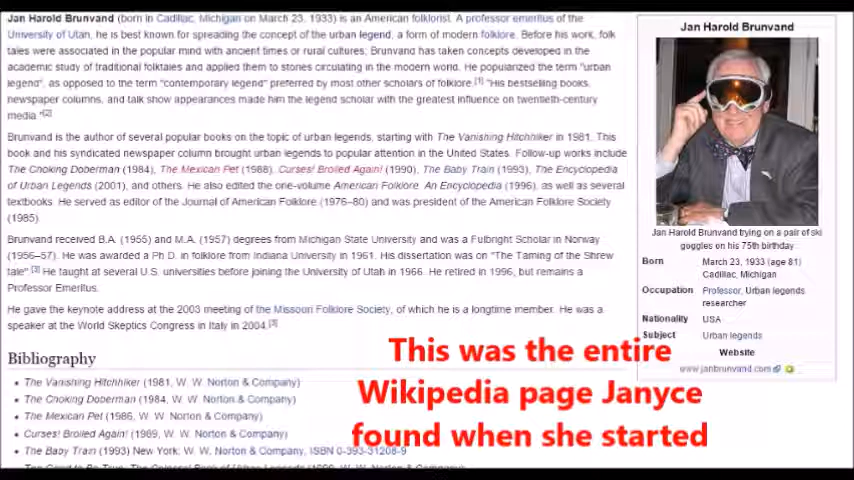 Jan Harold Brunvand (born in Cadillac, Michigan on March 23, 1933) is an American folklorist. A professor emeritus of the
University of Utah, he is best known for spreading the concept of the urban legend, a form of modern folklore. Before his work, folk
tales were associated in the popular mind with ancient times or rural cultures; Brunvand has taken concepts developed in the
academic study of traditional folktales and applied them to stories circulating in the modern world. He popularized the term "urban
legend", as opposed to the term "contemporary legend" preferred by most other scholars of folklore.[1] "His bestselling books,
newspaper columns, and talk show appearances made him the legend scholar with the greatest influence on twentieth-century
media."[2]
Brunvand is the author of several popular books on the topic of urban legends, starting with The Vanishing Hitchhiker in 1981. This
book and his syndicated newspaper column brought urban legends to popular attention in the United States. Follow-up works include
The Choking Doberman (1984), The Mexican Pet (1988), Curses! Broiled Again! (1990), The Baby Train (1993), The Encyclopedia
of Urban Legends (2001), and others. He also edited the one-volume American Folklore, An Encyclopedia (1996), as well as several
textbooks. He served as editor of the Journal of American Folklore (1976–80) and was president of the American Folklore Society
(1985).
Brunvand received B.A. (1955) and M.A. (1957) degrees from Michigan State University and was a Fulbright Scholar in Norway
(1956–57). He was awarded a Ph D. in folklore from Indiana University in 1961. His dissertation was on "The Taming of the Shrew
tale" [3] He taught at several U.S. universities before joining the University of Utah in 1966. He retired in 1996, but remains a
Professor Emeritus.
He gave the keynote address at the 2003 meeting of the Missouri Folklore Society, of which he is a longtime member. He was a
speaker at the World Skeptics Congress in Italy in 2004.[3]
Bibliography
• The Vanishing Hitchhiker (1981, W. W. Norton & Company)
• The Choking Doberman (1984, W. W. Norton & Company)
• The Mexican Pet (1986, W. W. Norton & Company)
• Curses! Broiled Again! (1989, W. W. Norton & Company)
• The Baby Train (1993) New York: W. W. Norton & Company, ISBN 0-393-31208-9
Jan Harold Brunvand
Jan Harold Brunvand trying on a pair of ski
goggles on his 75th birthday
Born March 23, 1933 (age 81)
Cadillac, Michigan
Occupation Professor, Urban legends
researcher
Nationality USA
Subject Urban legends
Website
www.janbrunvand.com
This was the entire
Wikipedia page Janyce
found when she started